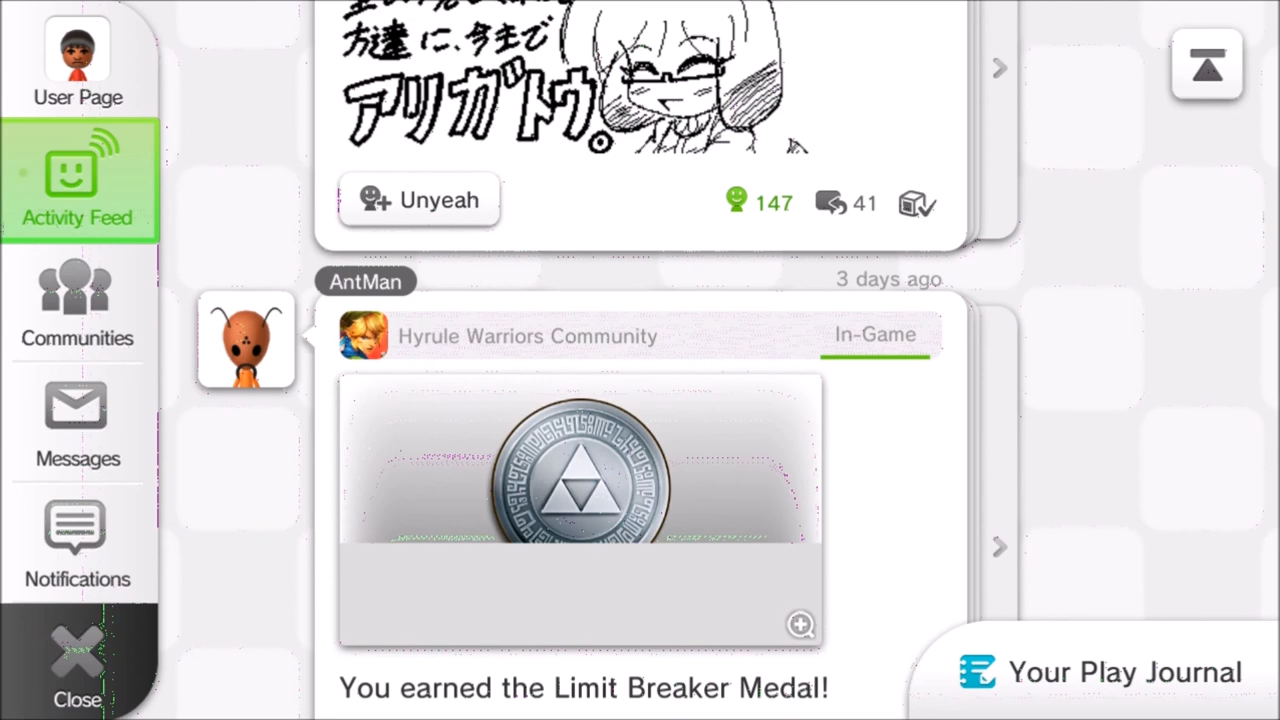 User Page
Activity Feed
Communities
Messages
Notifications
Close
方達に、今まで
アリガトウ。
Unyeah
147
41
AntMan
3 days ago
Hyrule Warriors Community
In-Game
You earned the Limit Breaker Medal!
Your Play Journal